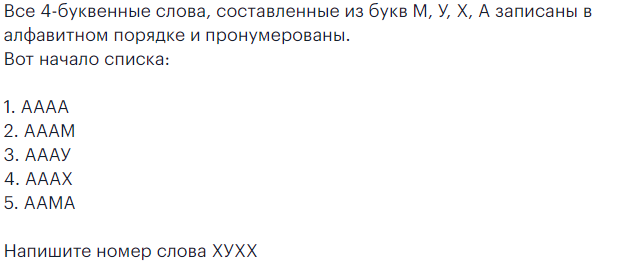 Все 4-буквенные слова, составленные из букв М, У, Х, А записаны в
алфавитном порядке и пронумерованы.
Вот начало списка:
1. АААА
2. АААМ
3. АААУ
4. АААХ
5. ААМА
Напишите номер слова ХУХХ